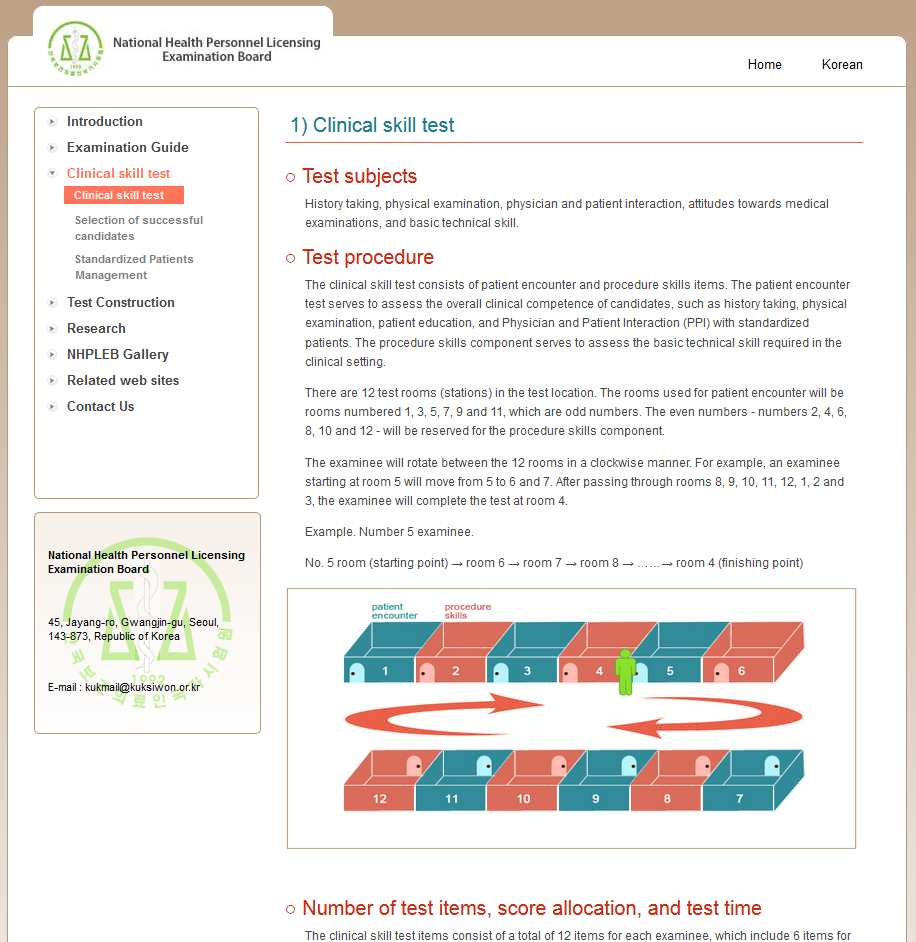 National Health Personnel Licensing
Examination Board
Home
Korean
Introduction
Examination Guide
Clinical skill test
Clinical skill test
Selection of successful
candidates
Standardized Patients
Management
Test Construction
Research
NHPLEB Gallery
Related web sites
Contact Us
National Health Personnel Licensing
Examination Board
45, Jayang-ro, Gwangjin-gu, Seoul,
143-873, Republic of Korea
1992
E-mail : kukmail@kuksiwon.or.kr
1) Clinical skill test
Test subjects
History taking, physical examination, physician and patient interaction, attitudes towards medical
examinations, and basic technical skill.
Test procedure
The clinical skill test consists of patient encounter and procedure skills items. The patient encounter
test serves to assess the overall clinical competence of candidates, such as history taking, physical
examination, patient education, and Physician and Patient Interaction (PPI) with standardized
patients. The procedure skills component serves to assess the basic technical skill required in the
clinical setting.
There are 12 test rooms (stations) in the test location. The rooms used for patient encounter will be
rooms numbered 1, 3, 5, 7, 9 and 11, which are odd numbers. The even numbers - numbers 2, 4, 6,
8, 10 and 12 - will be reserved for the procedure skills component.
The examinee will rotate between the 12 rooms in a clockwise manner. For example, an examinee
starting at room 5 will move from 5 to 6 and 7. After passing through rooms 8, 9, 10, 11, 12, 1, 2 and
3, the examinee will complete the test at room 4.
Example. Number 5 examinee.
No. 5 room (starting point) → room 6 → room 7 → room 8 → ……→ room 4 (finishing point)
patient
encounter
procedure
skills
1
2
3
4
5
6
12
11
10
9
8
7
Number of test items, score allocation, and test time
The clinical skill test items consist of a total of 12 items for each examinee, which include 6 items for